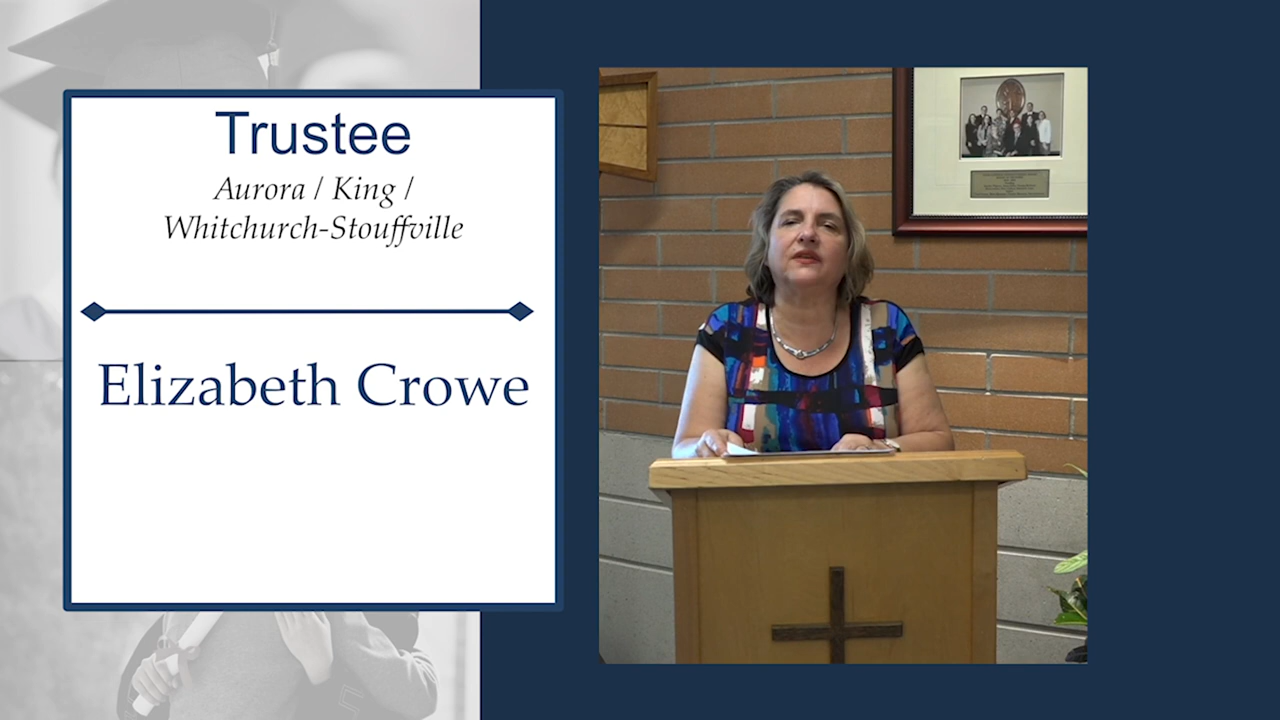 Trustee
Aurora / King /
Whitchurch-Stouffville
Elizabeth Crowe